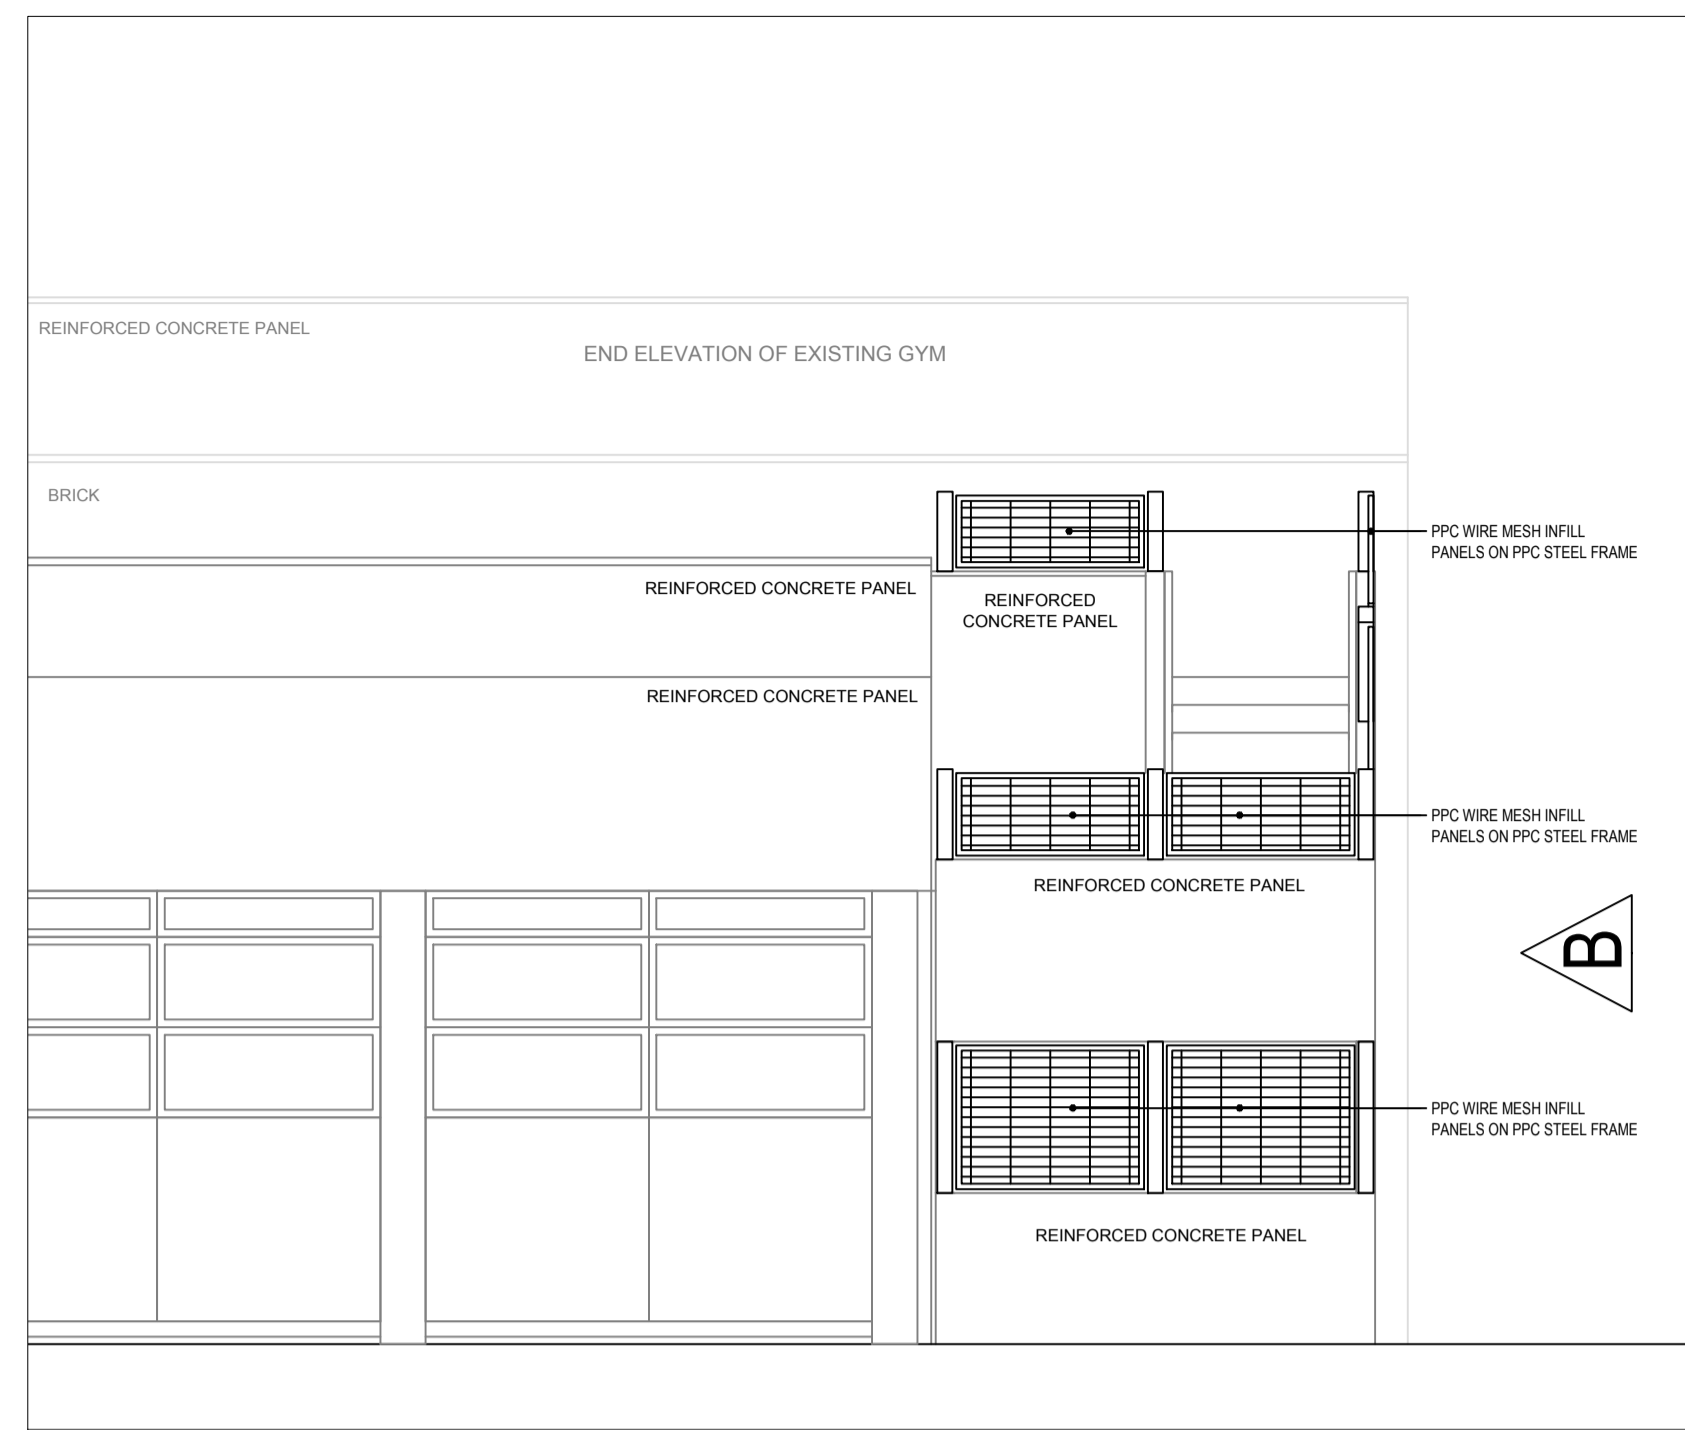 REINFORCED CONCRETE PANEL
END ELEVATION OF EXISTING GYM
BRICK
PPC WIRE MESH INFILL
PANELS ON PPC STEEL FRAME
REINFORCED CONCRETE PANEL
REINFORCED
CONCRETE PANEL
REINFORCED CONCRETE PANEL
PPC WIRE MESH INFILL
PANELS ON PPC STEEL FRAME
REINFORCED CONCRETE PANEL
B
PPC WIRE MESH INFILL
PANELS ON PPC STEEL FRAME
REINFORCED CONCRETE PANEL